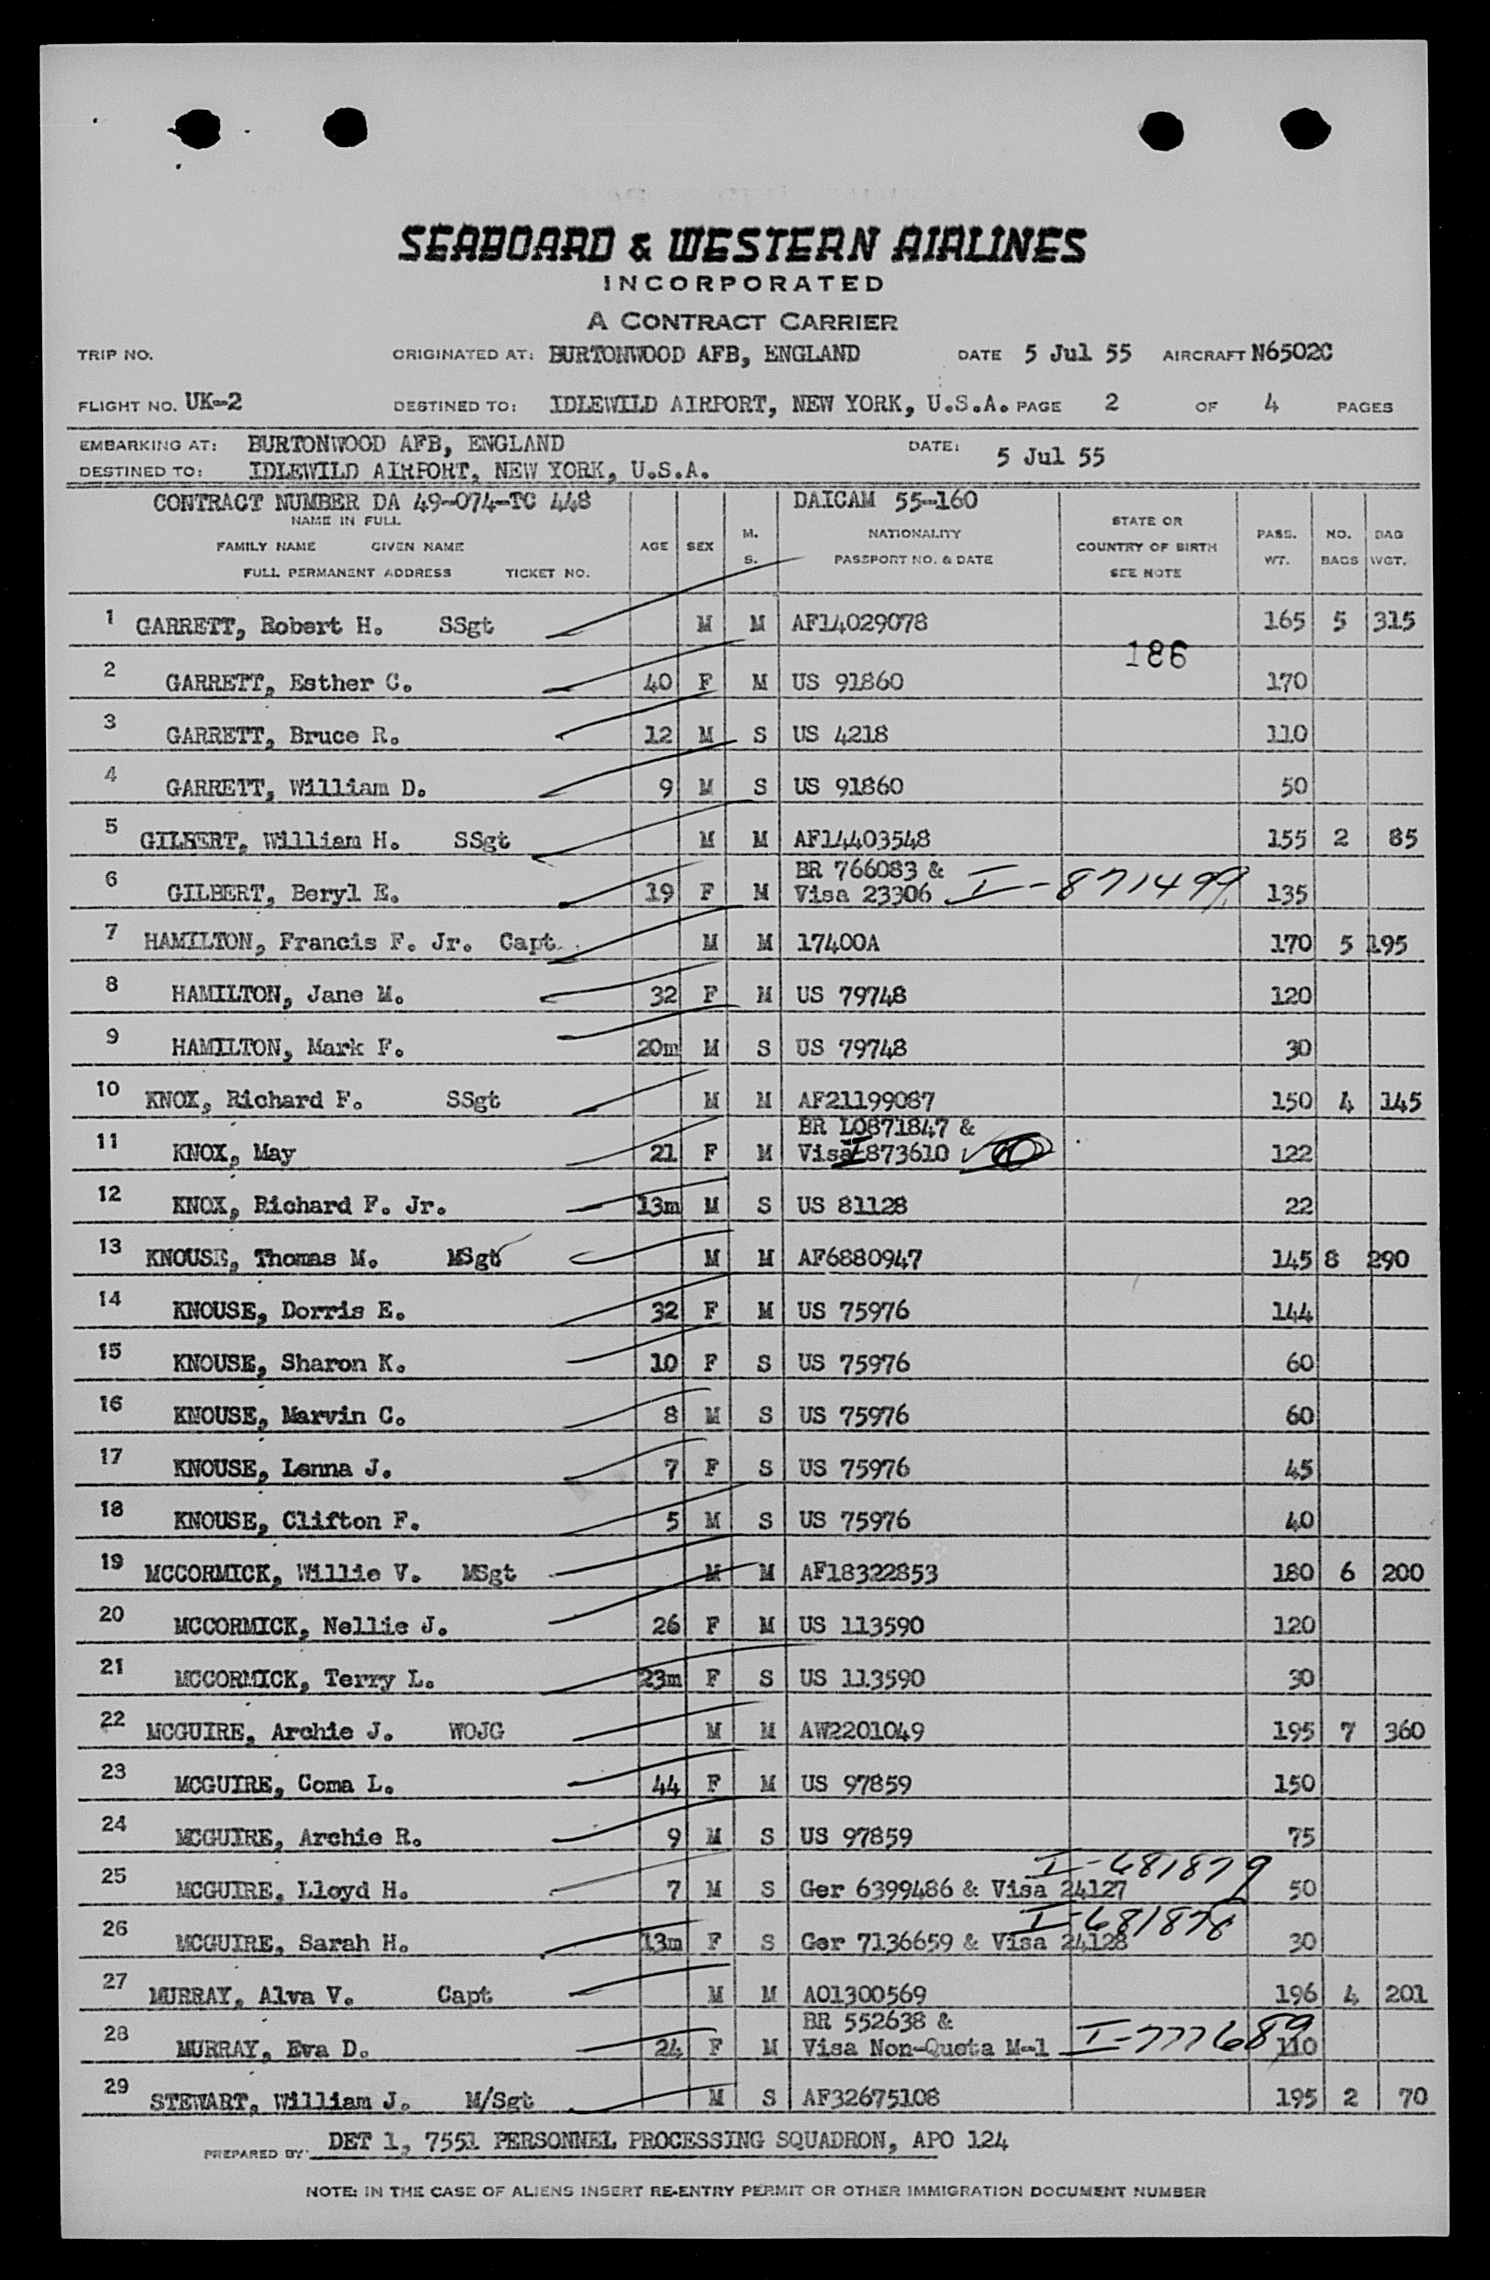 SEABOARD & WESTERN AIRLINES
INCORPORATED
A CONTRACT CARRIER
TRIP NO. ORIGINATED AT: BURTONWOOD AFB, ENGLAND DATE 5 Jul 55 AIRCRAFT N6502C
FLIGHT NO. UK-2 DESTINED TO: IDLEWILD AIRPORT, NEW YORK, U.S.A. PAGE 2 OF 4 PAGES
EMBARKING AT: BURTONWOOD AFB, ENGLAND DATE: 5 Jul 55
DESTINED TO: IDLEWILD AIRPORT, NEW YORK, U.S.A.
CONTRACT NUMBER DA 49-074-TC 448 DAICAM 55-160
NAME IN FULL
FAMILY NAME GIVEN NAME
FULL PERMANENT ADDRESS TICKET NO.
AGE SEX M. S. NATIONALITY PASSPORT NO. & DATE STATE OR COUNTRY OF BIRTH SEE NOTE PASS. WT. NO. BAGS BAG WGT.
1 GARRETT, Robert H. SSgt M M AF14029078 165 5 315
186
2 GARRETT, Esther C. 40 F M US 91860 170
3 GARRETT, Bruce R. 12 M S US 4218 110
4 GARRETT, William D. 9 M S US 91860 50
5 GILBERT, William H. SSgt M M AF14403548 155 2 85
6 GILBERT, Beryl E. 19 F M BR 766083 & Visa 23306 I-871499 135
7 HAMILTON, Francis F. Jr. Capt. M M 17400A 170 5 195
8 HAMILTON, Jane M. 32 F M US 79748 120
9 HAMILTON, Mark F. 20m M S US 79748 30
10 KNOX, Richard F. SSgt M M AF21199087 150 4 145
11 KNOX, May 21 F M BR LO871847 & Visa I-873610 122
12 KNOX, Richard F. Jr. 13m M S US 81128 22
13 KNOUSE, Thomas M. MSgt M M AF6880947 145 8 290
14 KNOUSE, Dorris E. 32 F M US 75976 144
15 KNOUSE, Sharon K. 10 F S US 75976 60
16 KNOUSE, Marvin C. 8 M S US 75976 60
17 KNOUSE, Lenna J. 7 F S US 75976 45
18 KNOUSE, Clifton F. 5 M S US 75976 40
19 MCCORMICK, Willie V. MSgt M M AF18322853 180 6 200
20 MCCORMICK, Nellie J. 26 F M US 113590 120
21 MCCORMICK, Terry L. 23m F S US 113590 30
22 MCGUIRE, Archie J. WOJG M M AW2201049 195 7 360
23 MCGUIRE, Coma L. 44 F M US 97859 150
24 MCGUIRE, Archie R. 9 M S US 97859 75
25 MCGUIRE, Lloyd H. 7 M S Ger 6399486 & Visa 24127 I-681879 50
26 MCGUIRE, Sarah H. 13m F S Ger 7136659 & Visa 24128 I-681878 30
27 MURRAY, Alva V. Capt M M AO1300569 196 4 201
28 MURRAY, Eva D. 24 F M BR 552638 & Visa Non-Quota M-1 I-777689 110
29 STEWART, William J. M/Sgt M S AF32675108 195 2 70
PREPARED BY: DET 1, 7551 PERSONNEL PROCESSING SQUADRON, APO 124
NOTE: IN THE CASE OF ALIENS INSERT RE-ENTRY PERMIT OR OTHER IMMIGRATION DOCUMENT NUMBER